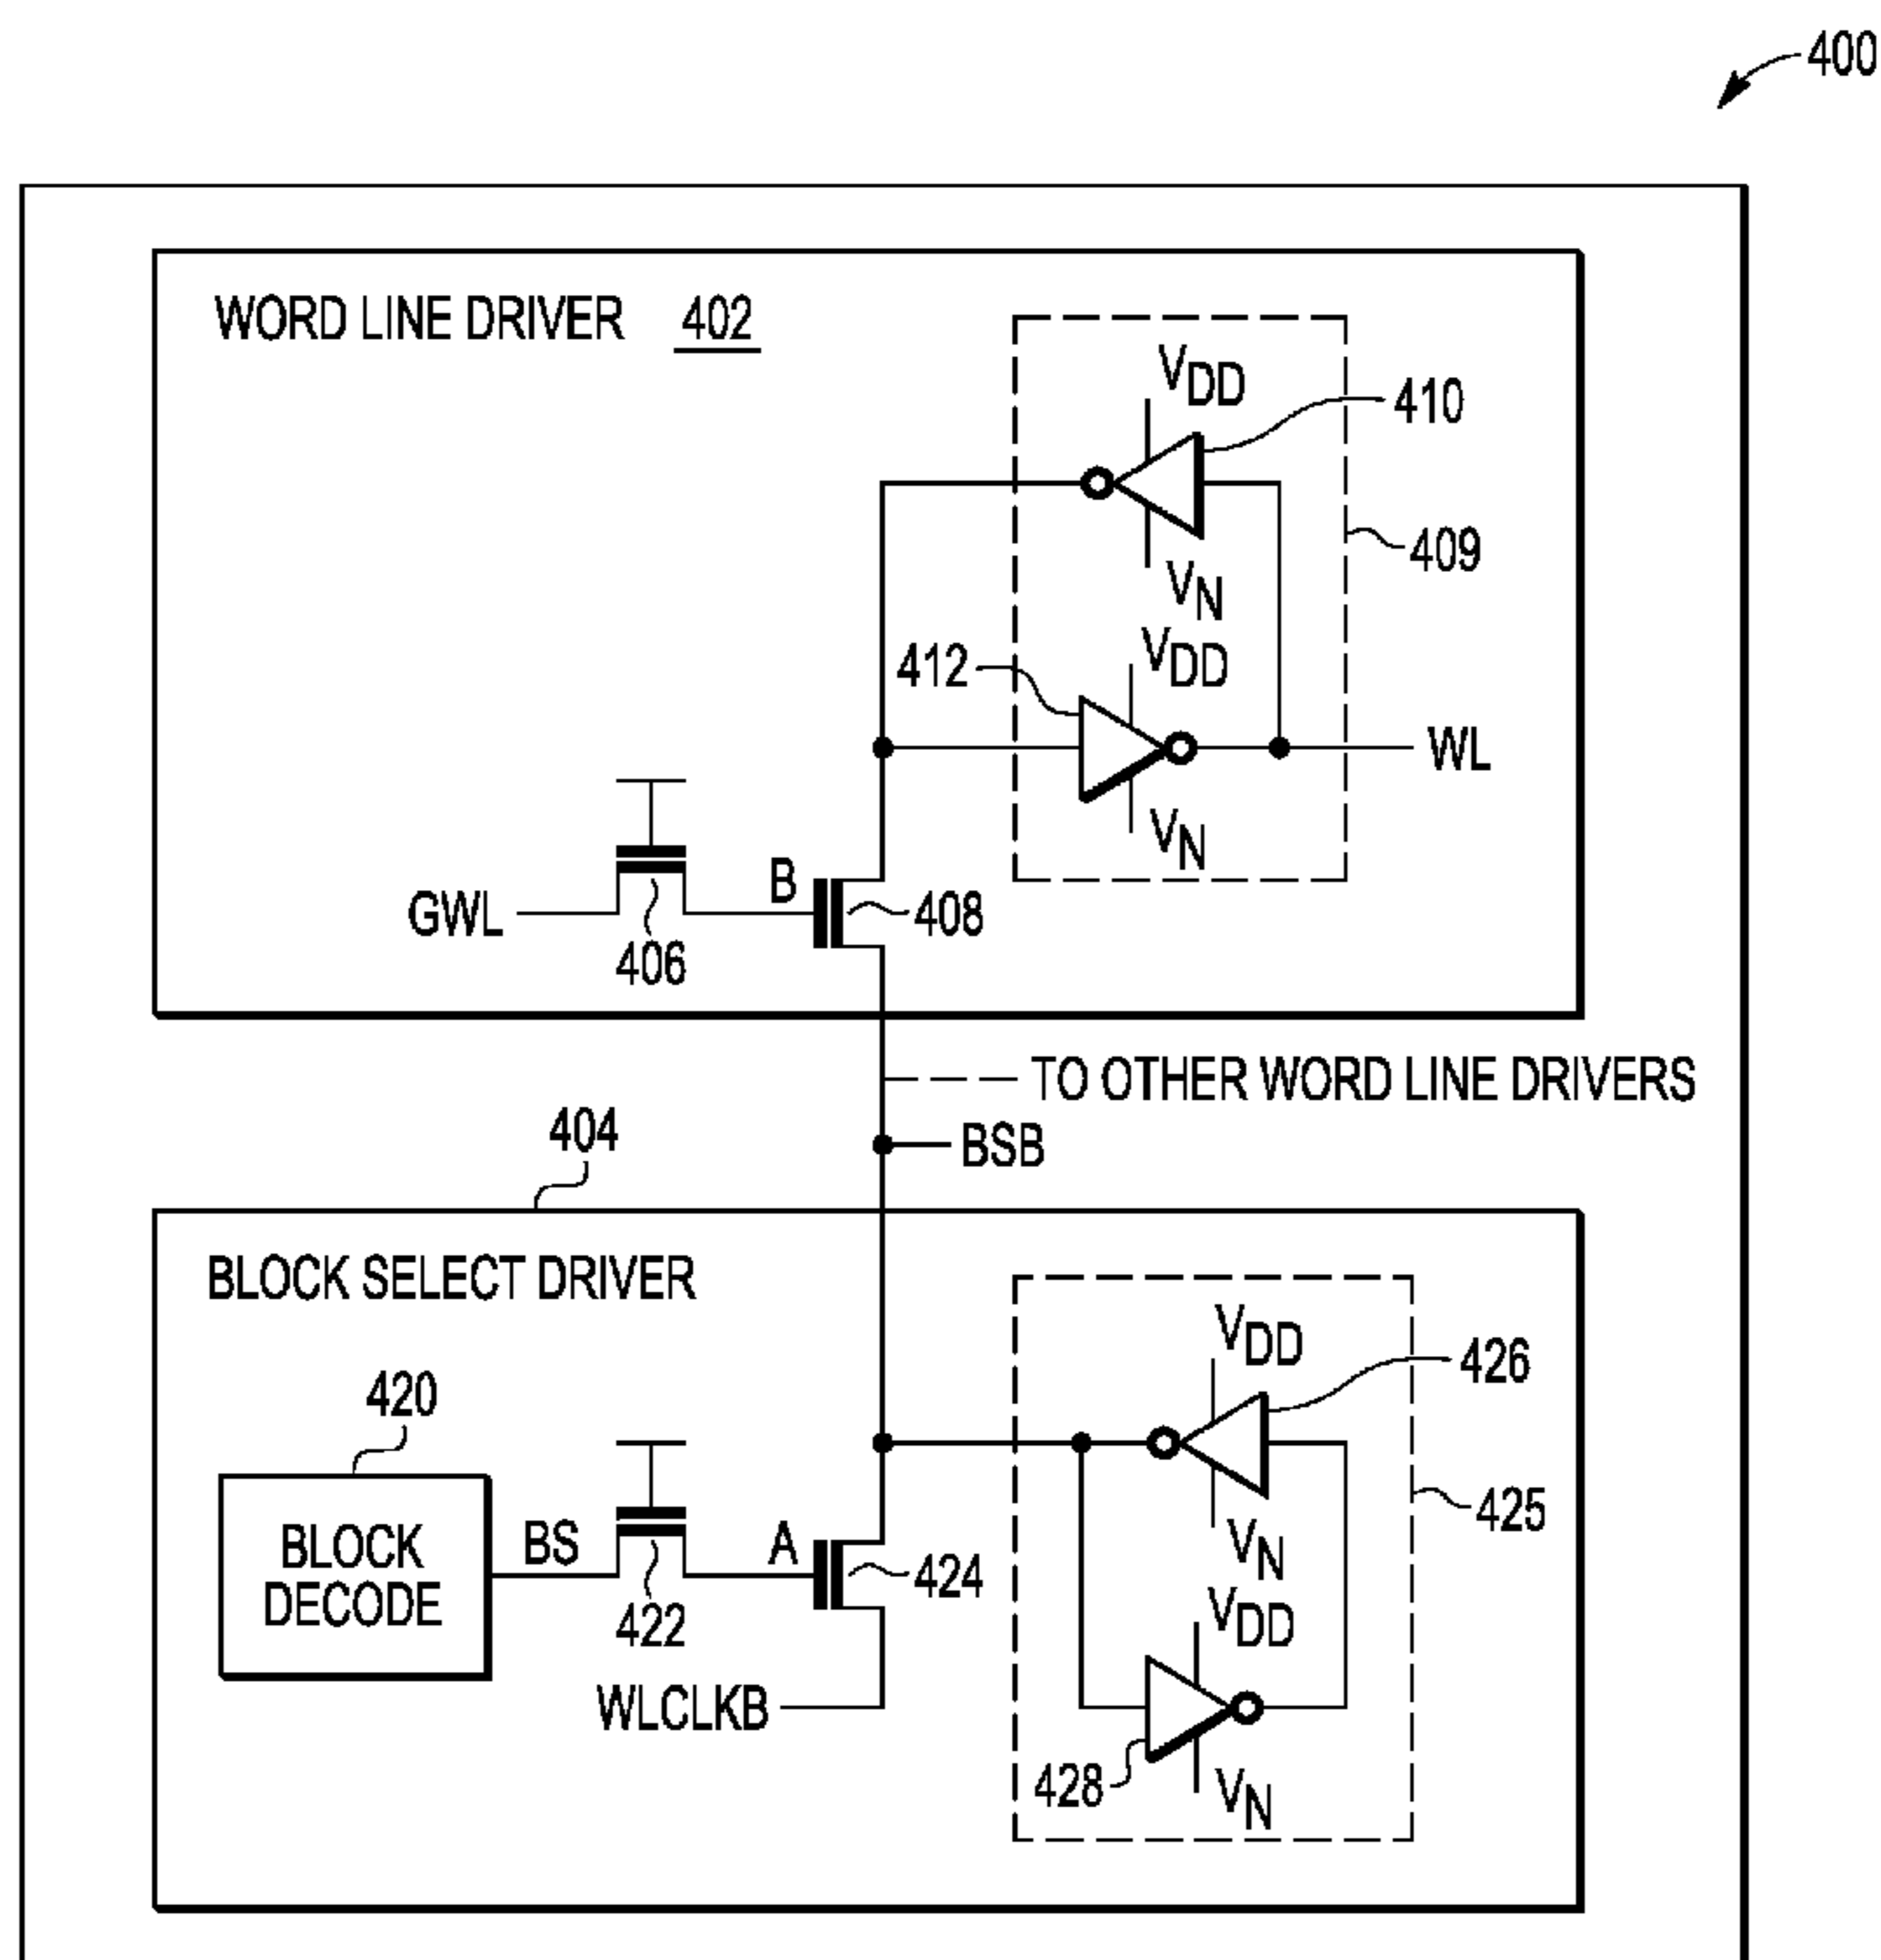 400
WORD LINE DRIVER 402
VDD
410
409
VN
412
VDD
WL
VN
B
GWL
408
406
TO OTHER WORD LINE DRIVERS
404
BSB
BLOCK SELECT DRIVER
VDD
426
420
425
BLOCK
DECODE
BS
A
424
VN
422
VDD
WLCLKB
428
VN